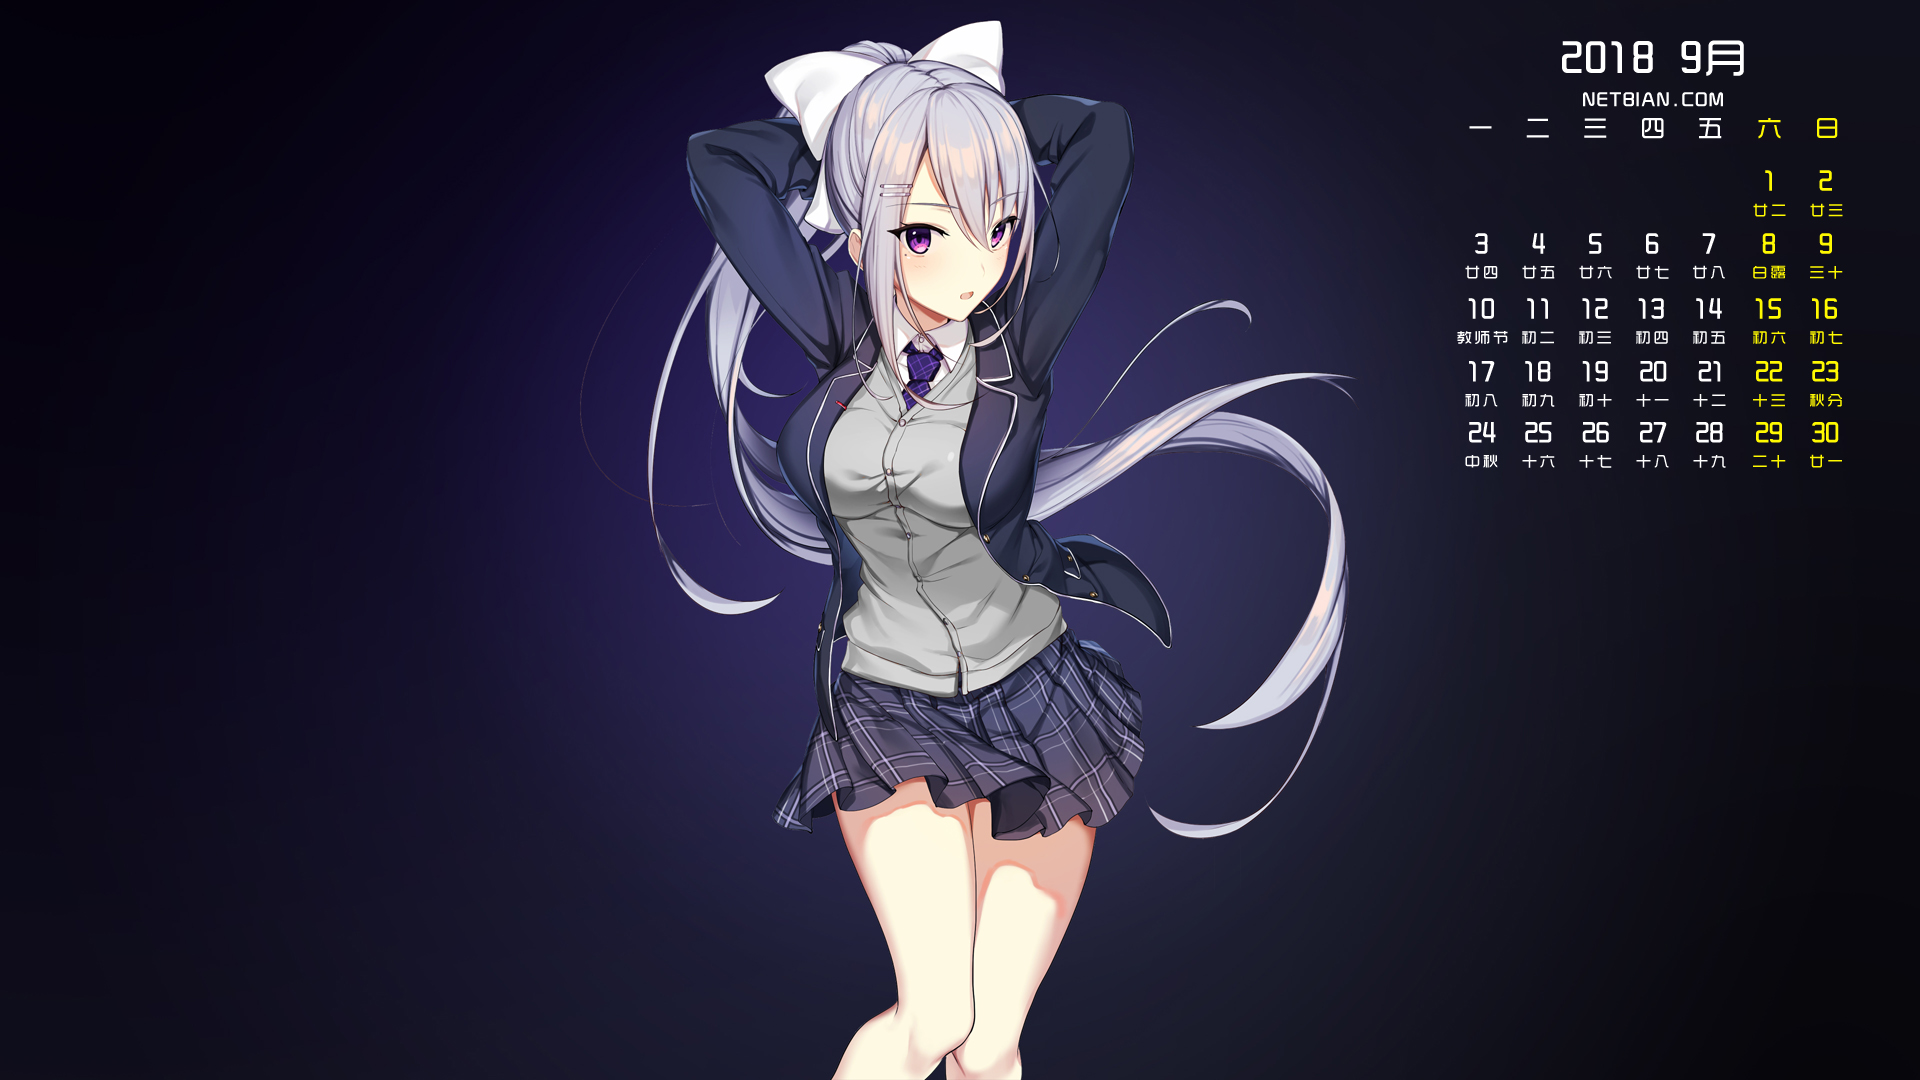 2018 9月
NETBIAN.COM
一 二 三 四 五 六 日
1 2
廿二 廿三
3 4 5 6 7 8 9
廿四 廿五 廿六 廿七 廿八 白露 三十
10 11 12 13 14 15 16
教师节 初二 初三 初四 初五 初六 初七
17 18 19 20 21 22 23
初八 初九 初十 十一 十二 十三 秋分
24 25 26 27 28 29 30
中秋 十六 十七 十八 十九 二十 廿一